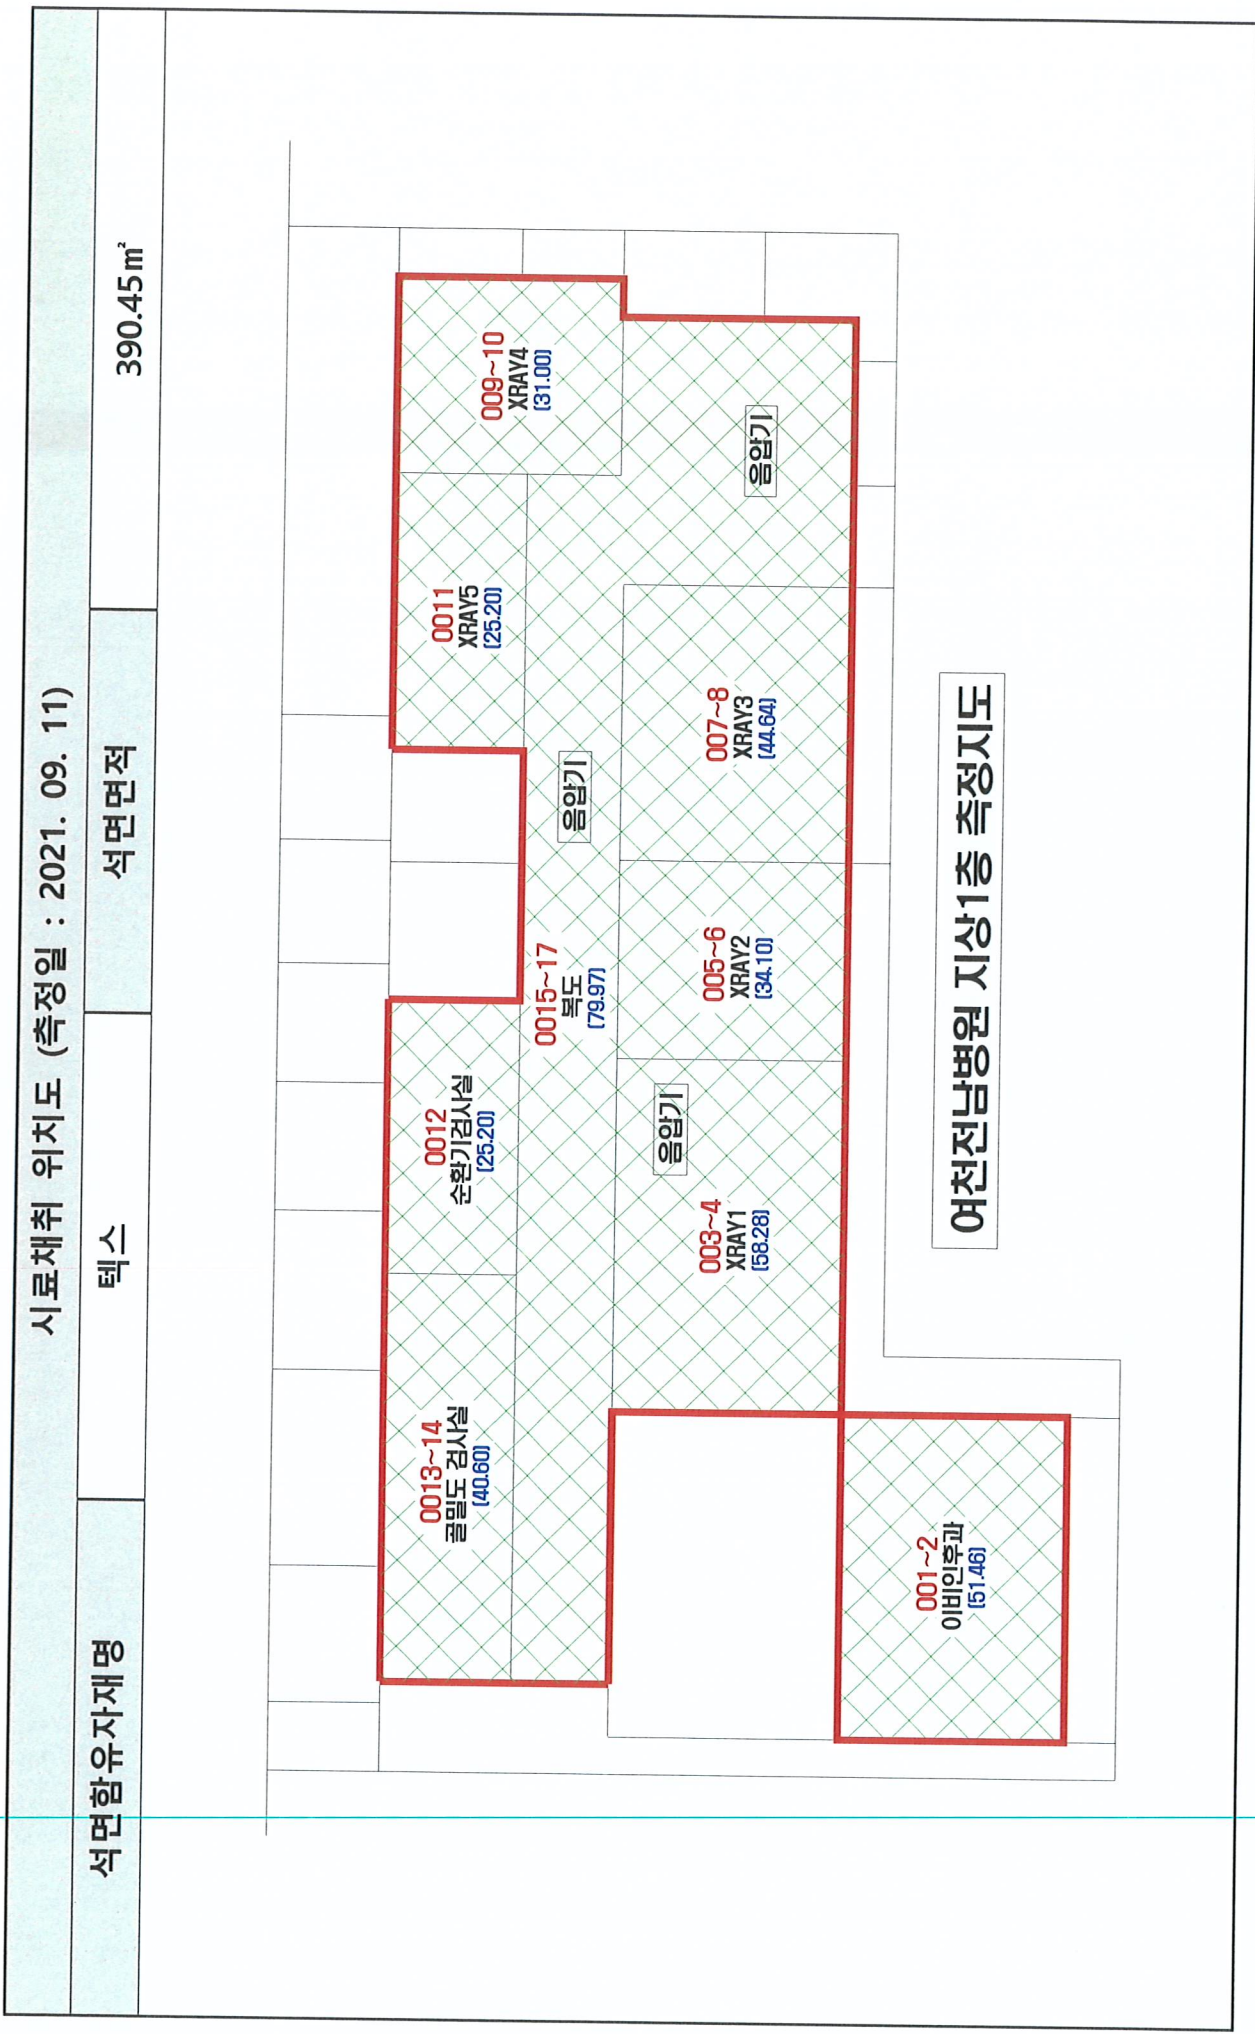 시료채취 위치도 (측정일 : 2021. 09. 11)
석면함유자재명
텍스
석면면적
390.45㎡
0013~14
골밀도 검사실
(40.60)
0012
순환기검사실
(25.20)
0011
XRAY5
(25.20)
009~10
XRAY4
(31.00)
0015~17
복도
(79.97)
음압기
음압기
003~4
XRAY1
(58.28)
005~6
XRAY2
(34.10)
007~8
XRAY3
(44.64)
음압기
001~2
이비인후과
(51.46)
여천전남병원 지상1층 측정지도